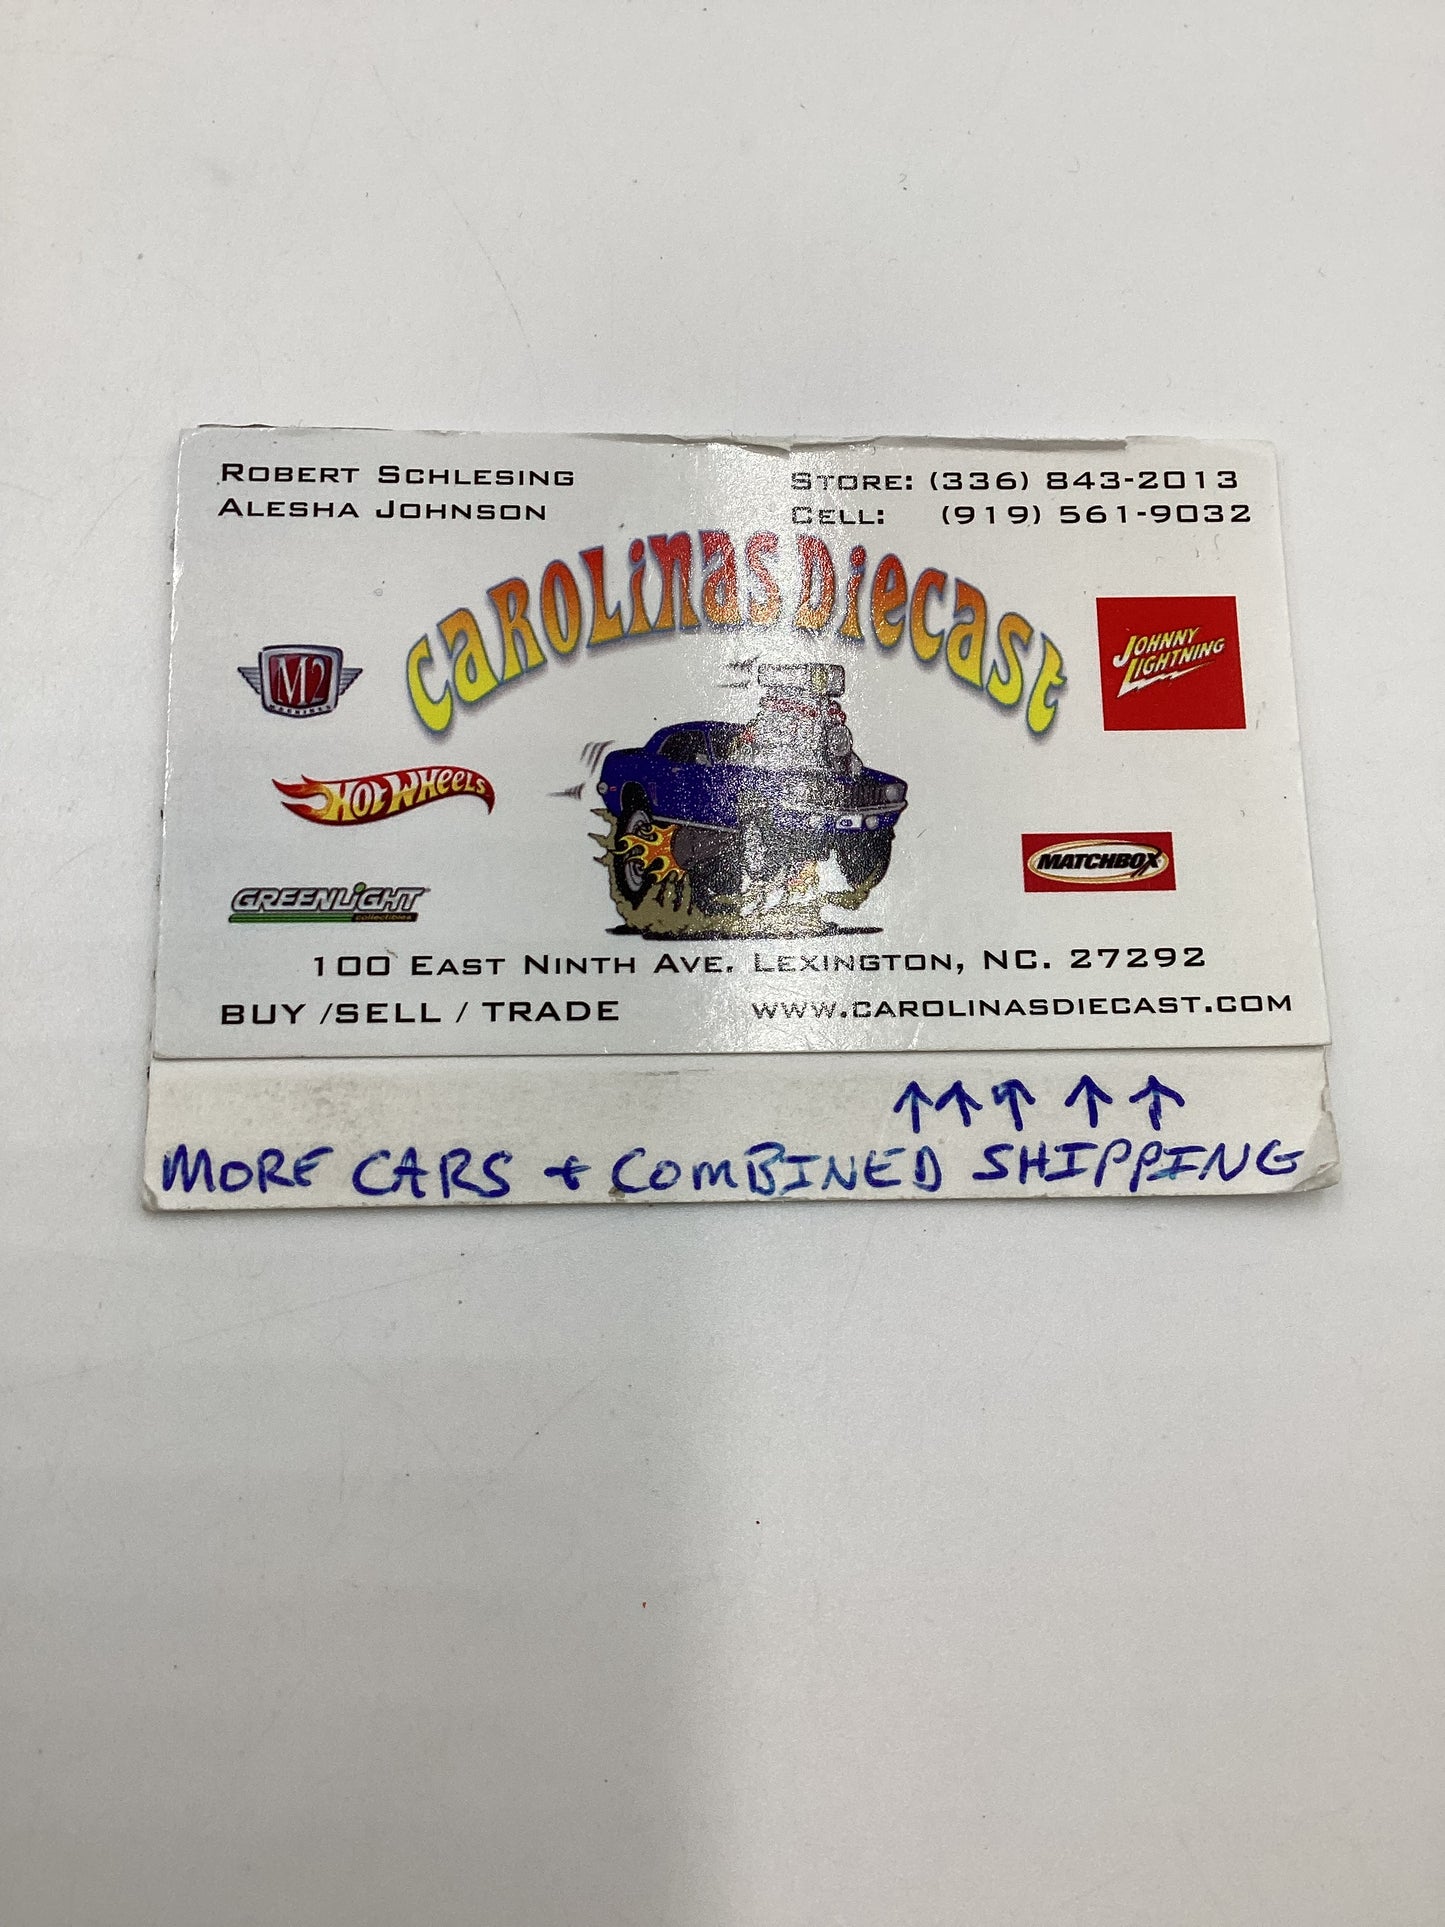 ROBERT SCHLESING
ALESHA JOHNSON
STORE: (336) 843-2013
CELL: (919) 561-9032
CAROLINAS DIECAST
M2
MACHINES
JOHNNY
LIGHTNING
HOT WHEELS
MATCHBOX
GREENLIGHT
collectibles
100 EAST NINTH AVE. LEXINGTON, NC. 27292
BUY /SELL / TRADE
WWW.CAROLINASDIECAST.COM
↑ ↑ ↑ ↑ ↑
MORE CARS + COMBINED SHIPPING